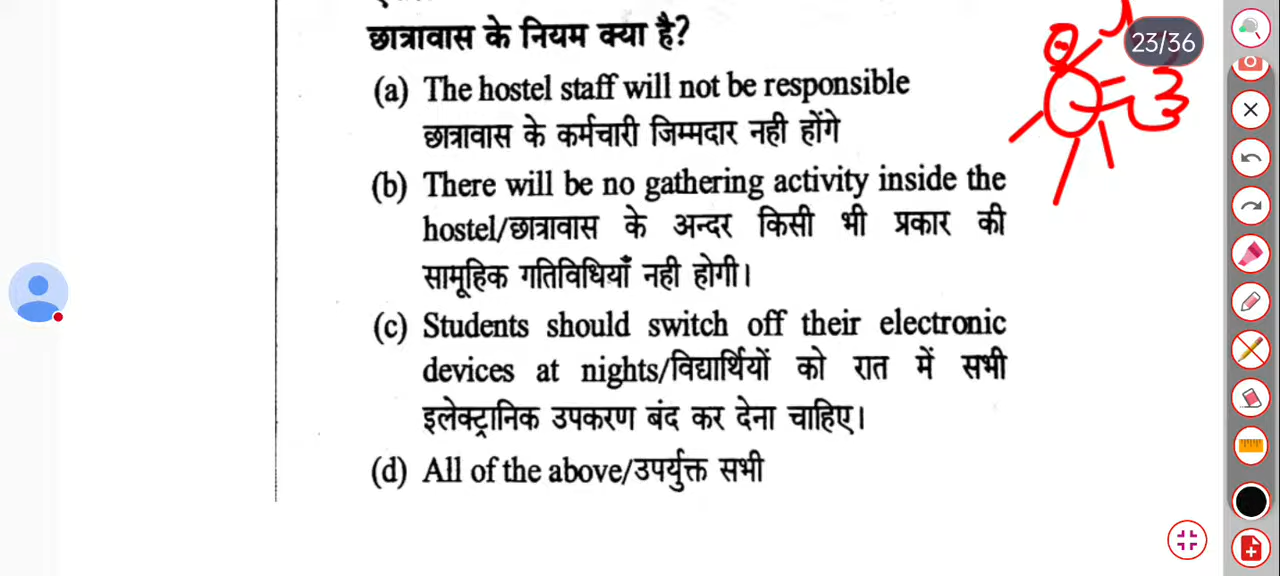 छात्रावास के नियम क्या है?
23/36
(a) The hostel staff will not be responsible
छात्रावास के कर्मचारी जिम्मदार नही होंगे
(b) There will be no gathering activity inside the
hostel/छात्रावास के अन्दर किसी भी प्रकार की
सामूहिक गतिविधियाँ नही होगी।
(c) Students should switch off their electronic
devices at nights/विद्यार्थियों को रात में सभी
इलेक्ट्रानिक उपकरण बंद कर देना चाहिए।
(d) All of the above/उपर्युक्त सभी